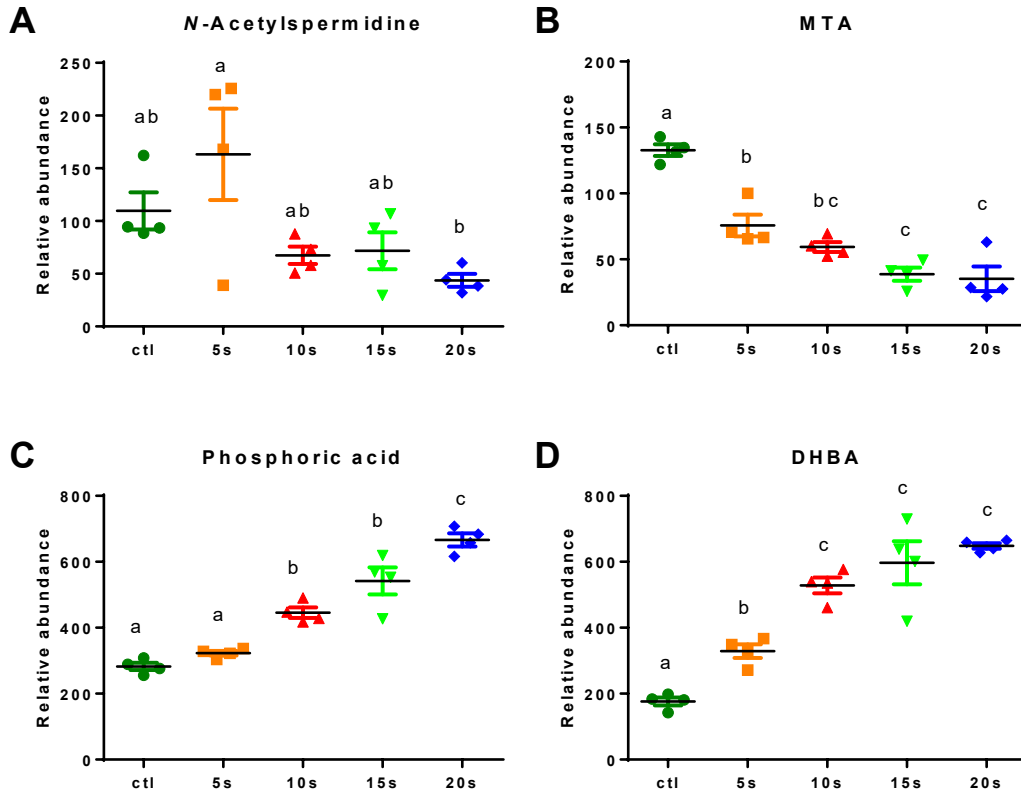 A
N-Acetylspermidine
Relative abundance
250
200
150
100
50
0
ab
a
ab
ab
b
ctl 5s 10s 15s 20s
B
MTA
Relative abundance
200
150
100
50
0
a
b
bc
c
c
ctl 5s 10s 15s 20s
C
Phosphoric acid
Relative abundance
800
600
400
200
0
a
a
b
b
c
ctl 5s 10s 15s 20s
D
DHBA
Relative abundance
800
600
400
200
0
a
b
c
c
c
ctl 5s 10s 15s 20s